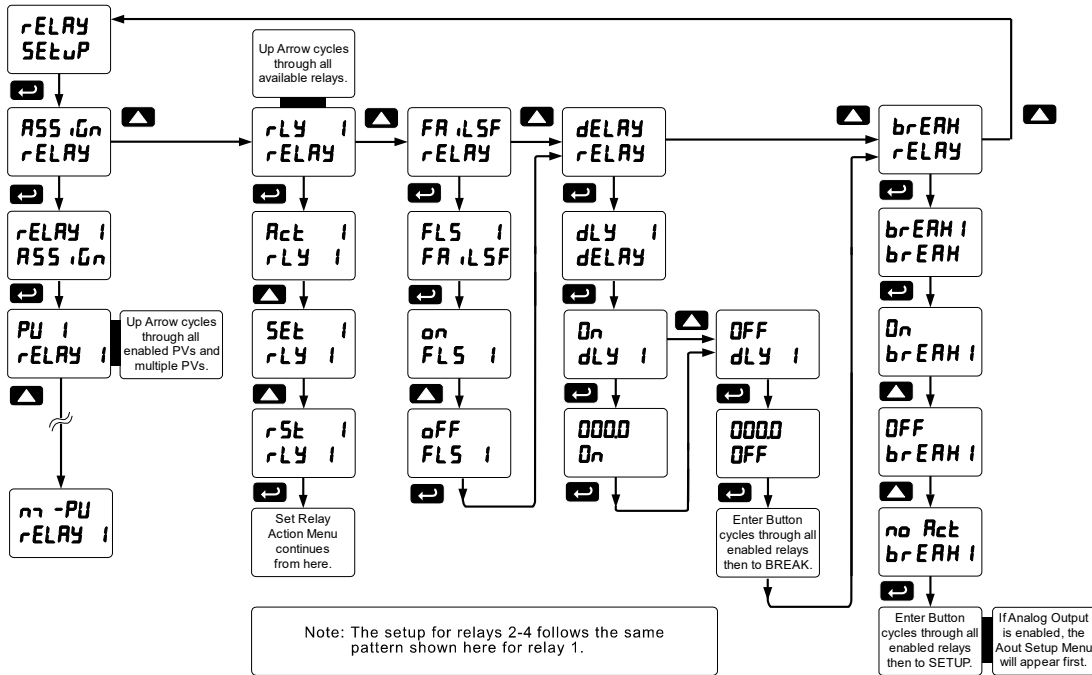 rELAY
SEtuP
ASSiGn
rELAY
rELAY 1
ASSiGn
PU 1
rELAY 1
Up Arrow cycles
through all
enabled PVs and
multiple PVs.
m -PU
rELAY 1
Up Arrow cycles
through all
available relays.
rLY 1
rELAY
Act 1
rLY 1
SEt 1
rLY 1
rSt 1
rLY 1
Set Relay
Action Menu
continues
from here.
FAiLSF
rELAY
FLS 1
FAiLSF
on
FLS 1
oFF
FLS 1
dELAY
rELAY
dLY 1
dELAY
On
dLY 1
000.0
On
OFF
dLY 1
000.0
OFF
Enter Button
cycles through all
enabled relays
then to BREAK.
brEAH
rELAY
brEAH 1
brEAH
On
brEAH 1
OFF
brEAH 1
no Act
brEAH 1
Enter Button
cycles through all
enabled relays
then to SETUP.
If Analog Output
is enabled, the
Aout Setup Menu
will appear first.
Note: The setup for relays 2-4 follows the same
pattern shown here for relay 1.